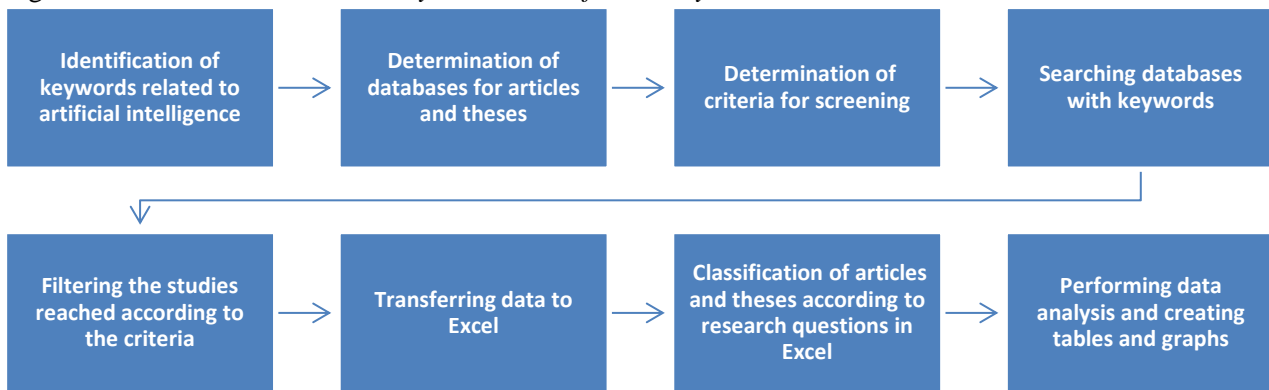 Identification of
keywords related to
artificial intelligence
Determination of
databases for articles
and theses
Determination of
criteria for screening
Searching databases
with keywords
Filtering the studies
reached according to
the criteria
Transferring data to
Excel
Classification of articles
and theses according to
research questions in
Excel
Performing data
analysis and creating
tables and graphs